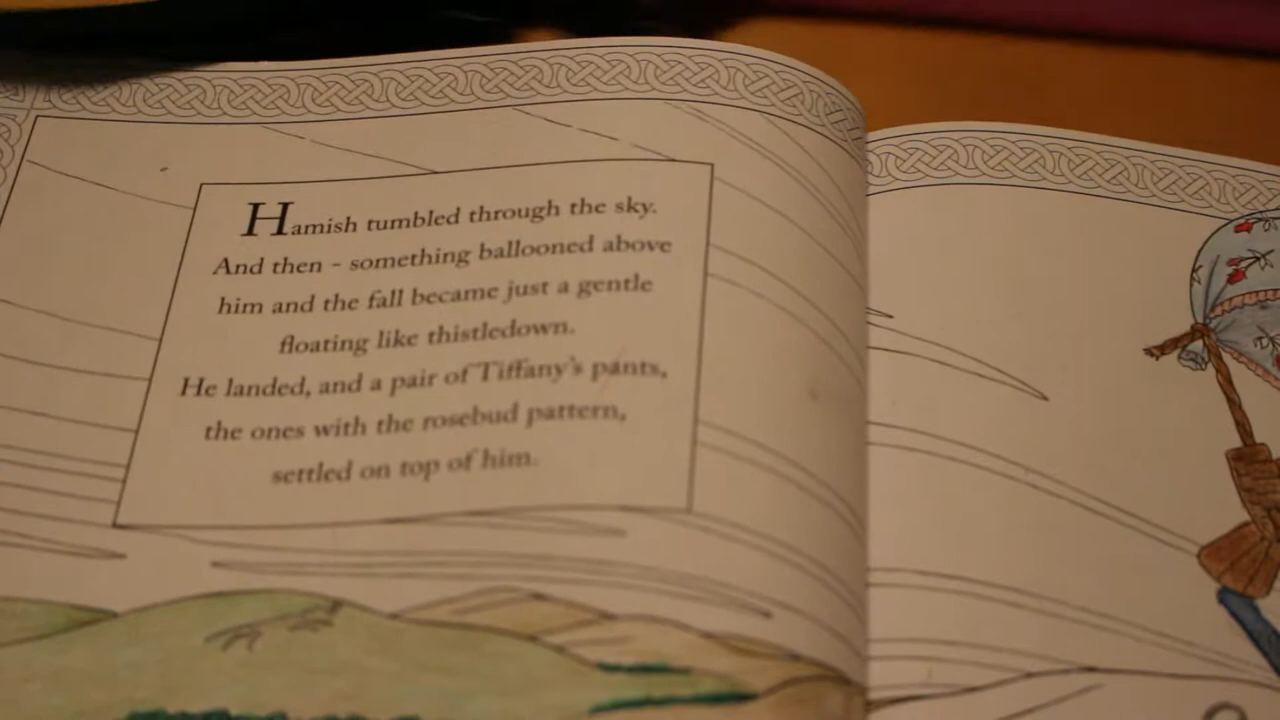 Hamish tumbled through the sky.
And then - something ballooned above
him and the fall became just a gentle
floating like thistledown.
He landed, and a pair of Tiffany's pants,
the ones with the rosebud pattern,
settled on top of him.